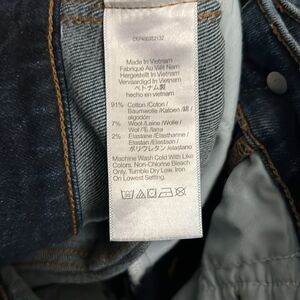 Made In Vietnam
Fabriqué Au Viêt Nam
Hergestellt In Vietnam
Vervaardigd In Vietnam
ベトナム製
hecho en vietnam
91% Cotton /Coton/
Baumwolle /Katoen / 綿 /
algodon
7% Wool /Laine /Wolle/
Wol / 毛 / lana
2% Elastane /Elasthanne /
Elastan /Elastaan /
ポリウレタン /elastano
Machine Wash Cold With Like
Colors. Non-Chlorine Bleach
Only. Tumble Dry Low. Iron
On Lowest Setting.